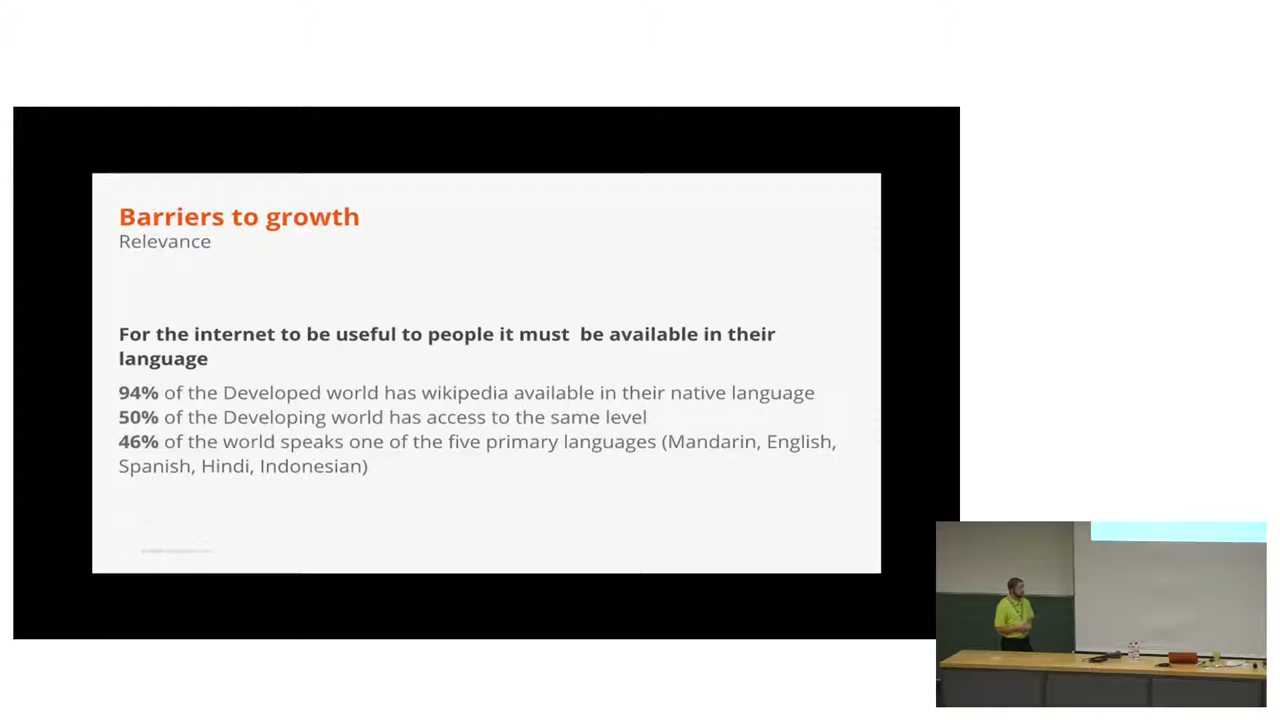 Barriers to growth
Relevance
For the internet to be useful to people it must  be available in their
language
94% of the Developed world has wikipedia available in their native language
50% of the Developing world has access to the same level
46% of the world speaks one of the five primary languages (Mandarin, English,
Spanish, Hindi, Indonesian)